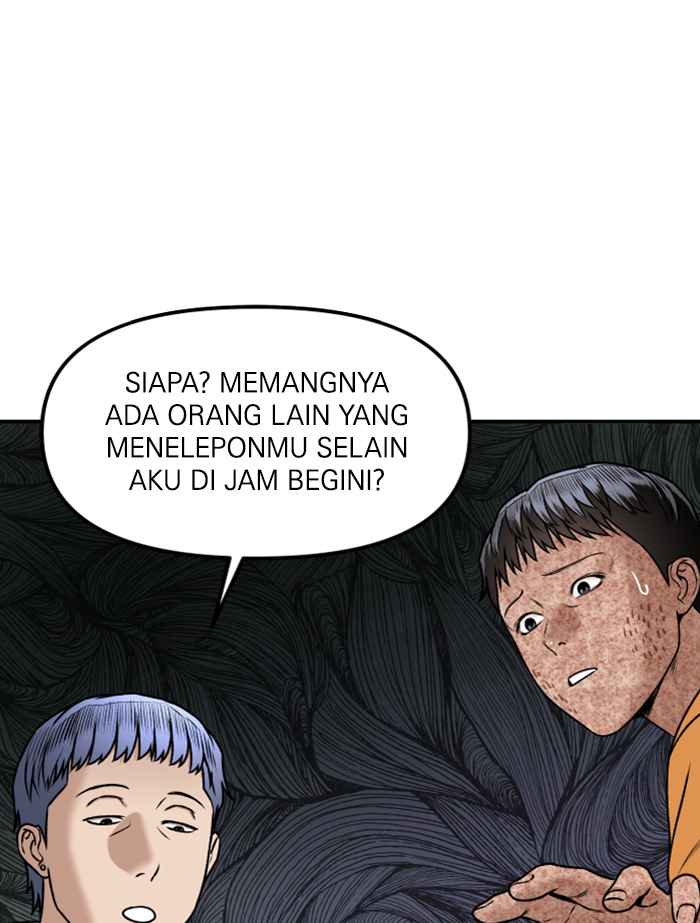 SIAPA? MEMANGNYA
ADA ORANG LAIN YANG
MENELEPONMU SELAIN
AKU DI JAM BEGINI?